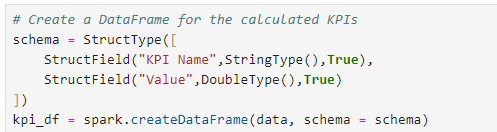 # Create a DataFrame for the calculated KPIs
schema = StructType([
    StructField("KPI Name",StringType(),True),
    StructField("Value",DoubleType(),True)
])
kpi_df = spark.createDataFrame(data, schema = schema)